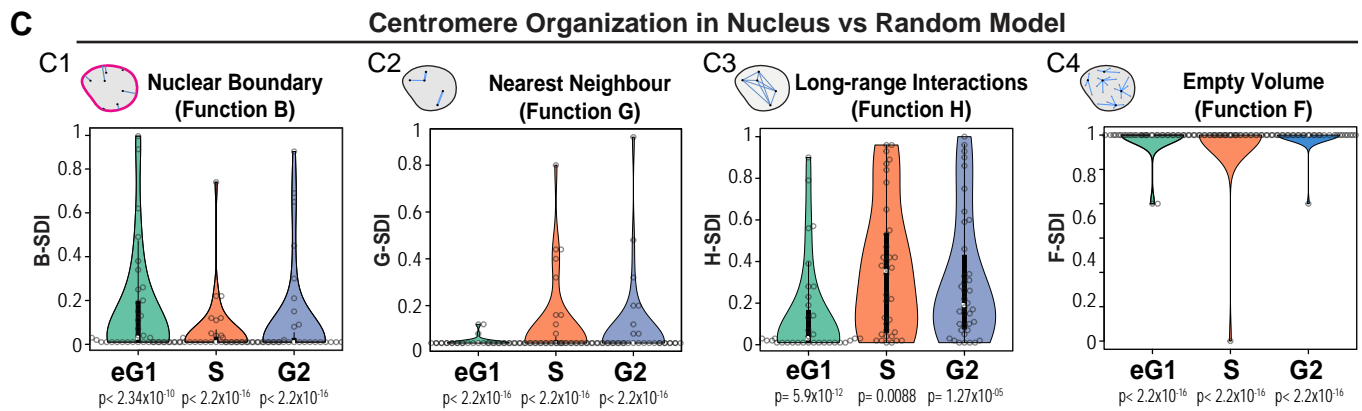 C
Centromere Organization in Nucleus vs Random Model
C1
Nuclear Boundary
(Function B)
B-SDI
1
0.8
0.6
0.4
0.2
0
eG1 S G2
p< 2.34x10⁻¹⁰ p< 2.2x10⁻¹⁶ p< 2.2x10⁻¹⁶
C2
Nearest Neighbour
(Function G)
G-SDI
1
0.8
0.6
0.4
0.2
0
eG1 S G2
p< 2.2x10⁻¹⁶ p< 2.2x10⁻¹⁶ p< 2.2x10⁻¹⁶
C3
Long-range Interactions
(Function H)
H-SDI
1
0.8
0.6
0.4
0.2
0
eG1 S G2
p= 5.9x10⁻¹² p= 0.0088 p= 1.27x10⁻⁰⁵
C4
Empty Volume
(Function F)
F-SDI
1
0.8
0.6
0.4
0.2
0
eG1 S G2
p< 2.2x10⁻¹⁶ p< 2.2x10⁻¹⁶ p< 2.2x10⁻¹⁶